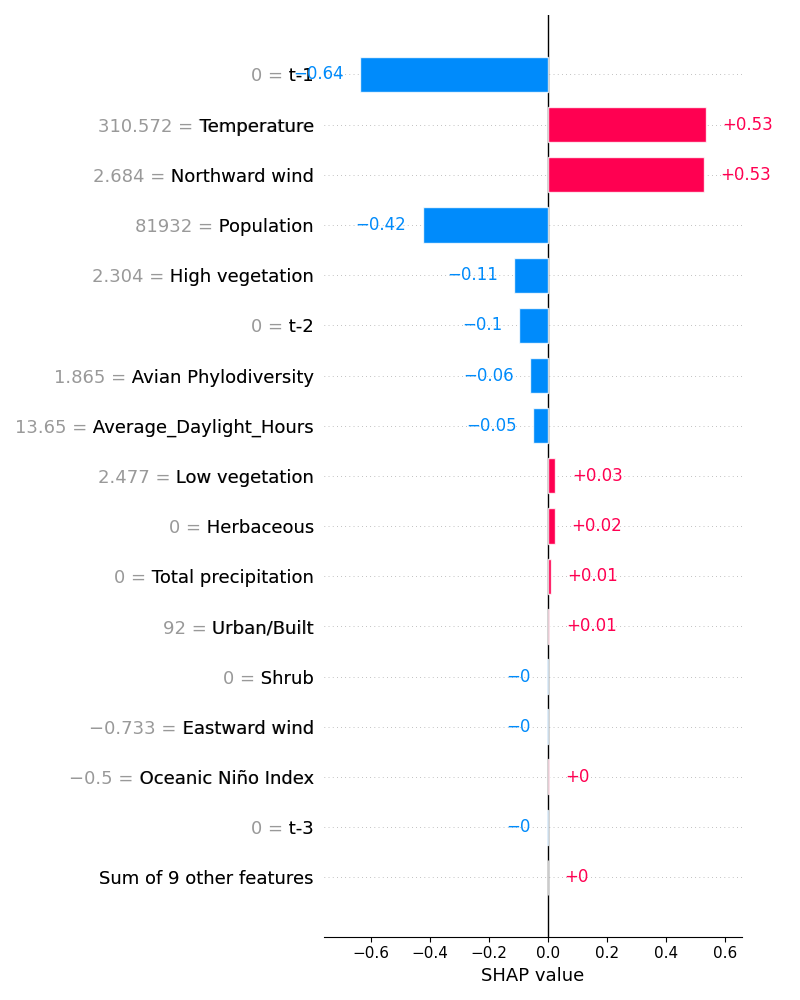 0 = t-1 −0.64
310.572 = Temperature +0.53
2.684 = Northward wind +0.53
81932 = Population −0.42
2.304 = High vegetation −0.11
0 = t-2 −0.1
1.865 = Avian Phylodiversity −0.06
13.65 = Average_Daylight_Hours −0.05
2.477 = Low vegetation +0.03
0 = Herbaceous +0.02
0 = Total precipitation +0.01
92 = Urban/Built +0.01
0 = Shrub −0
−0.733 = Eastward wind −0
−0.5 = Oceanic Niño Index +0
0 = t-3 −0
Sum of 9 other features +0
−0.6 −0.4 −0.2 0.0 0.2 0.4 0.6
SHAP value